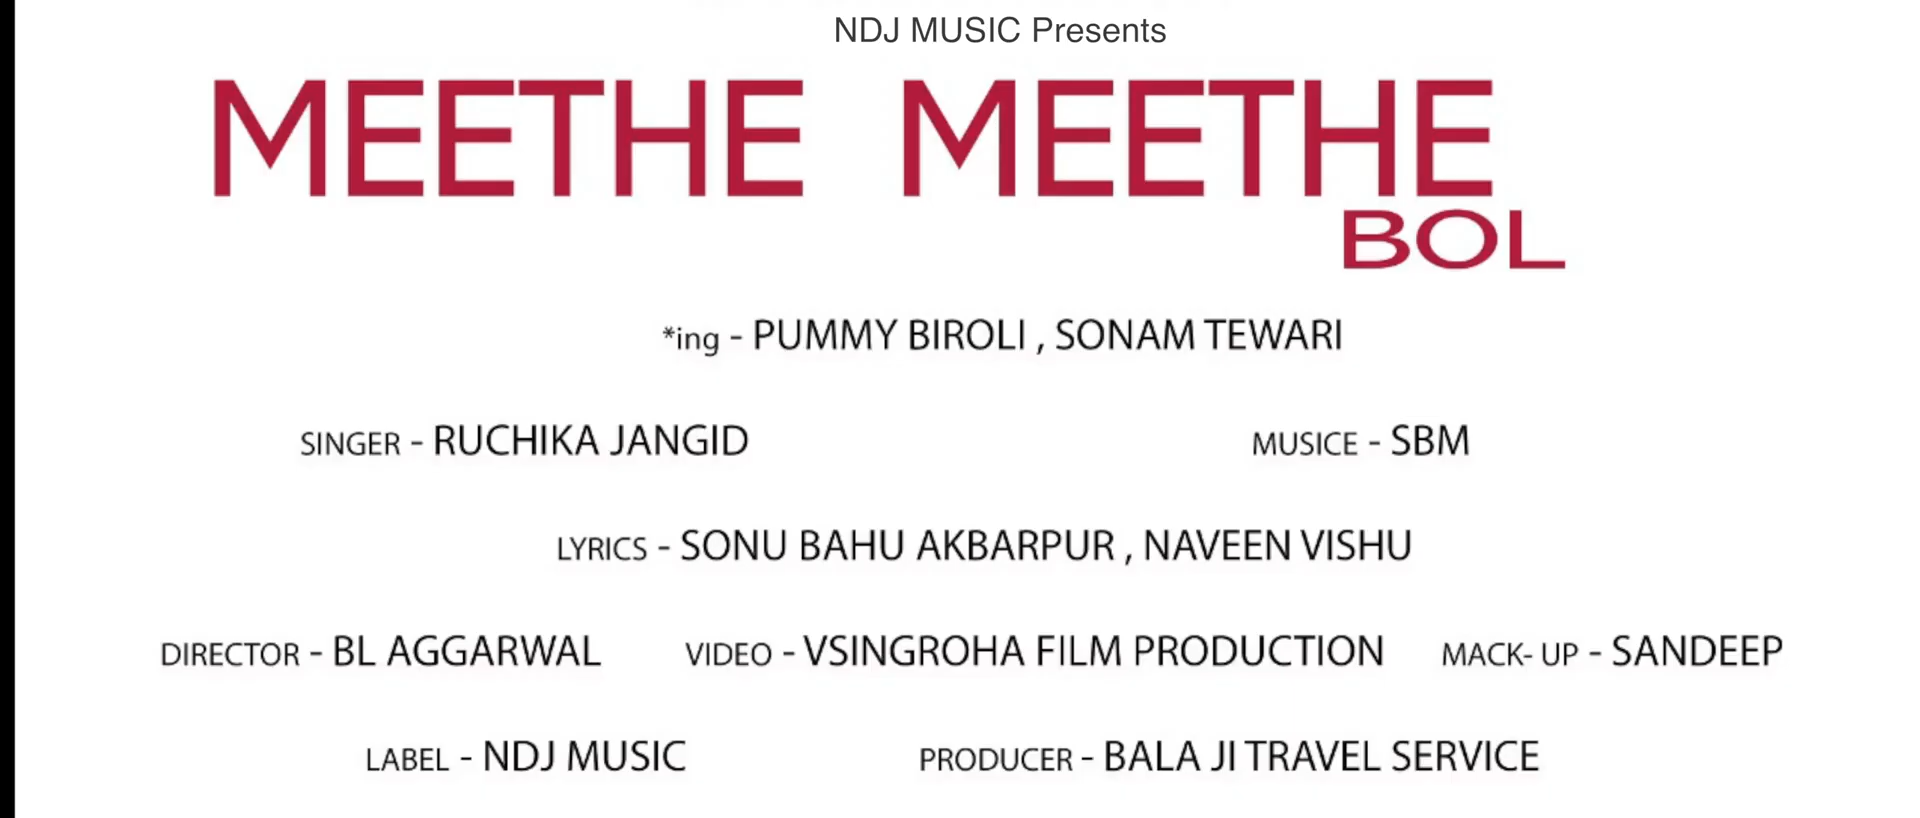 NDJ MUSIC Presents
MEETHE MEETHE
BOL
*ing - PUMMY BIROLI , SONAM TEWARI
SINGER - RUCHIKA JANGID MUSICE - SBM
LYRICS - SONU BAHU AKBARPUR , NAVEEN VISHU
DIRECTOR - BL AGGARWAL VIDEO - VSINGROHA FILM PRODUCTION MACK- UP - SANDEEP
LABEL - NDJ MUSIC PRODUCER - BALA JI TRAVEL SERVICE